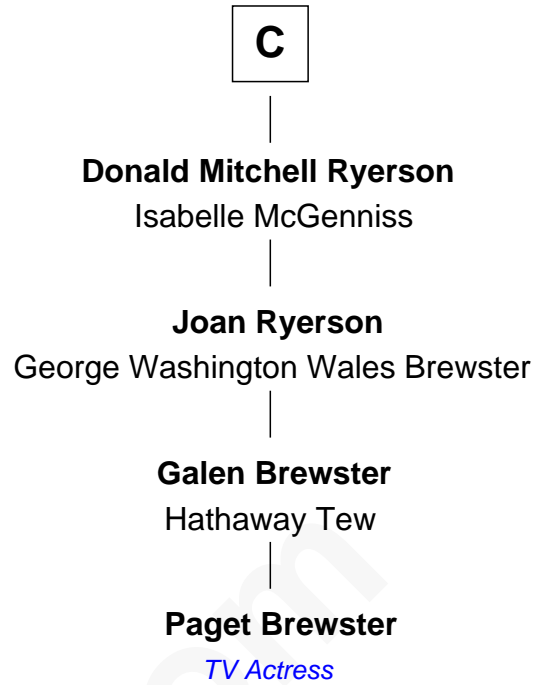 C
Donald Mitchell Ryerson
Isabelle McGenniss
Joan Ryerson
George Washington Wales Brewster
Galen Brewster
Hathaway Tew
Paget Brewster
TV Actress